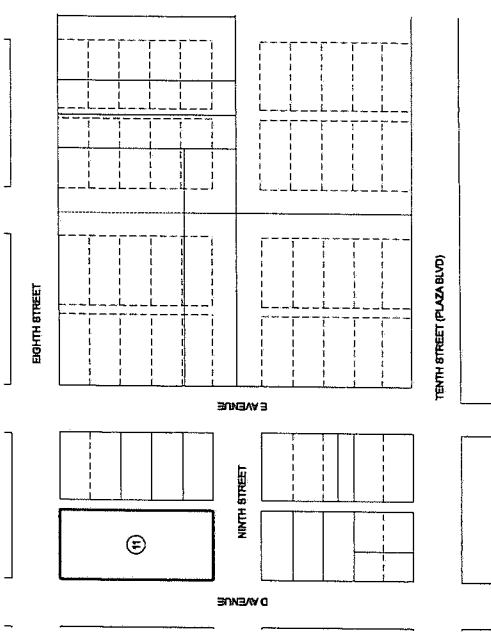 EIGHTH STREET
TENTH STREET (PLAZA BLVD)
E AVENUE
NINTH STREET
11
D AVENUE